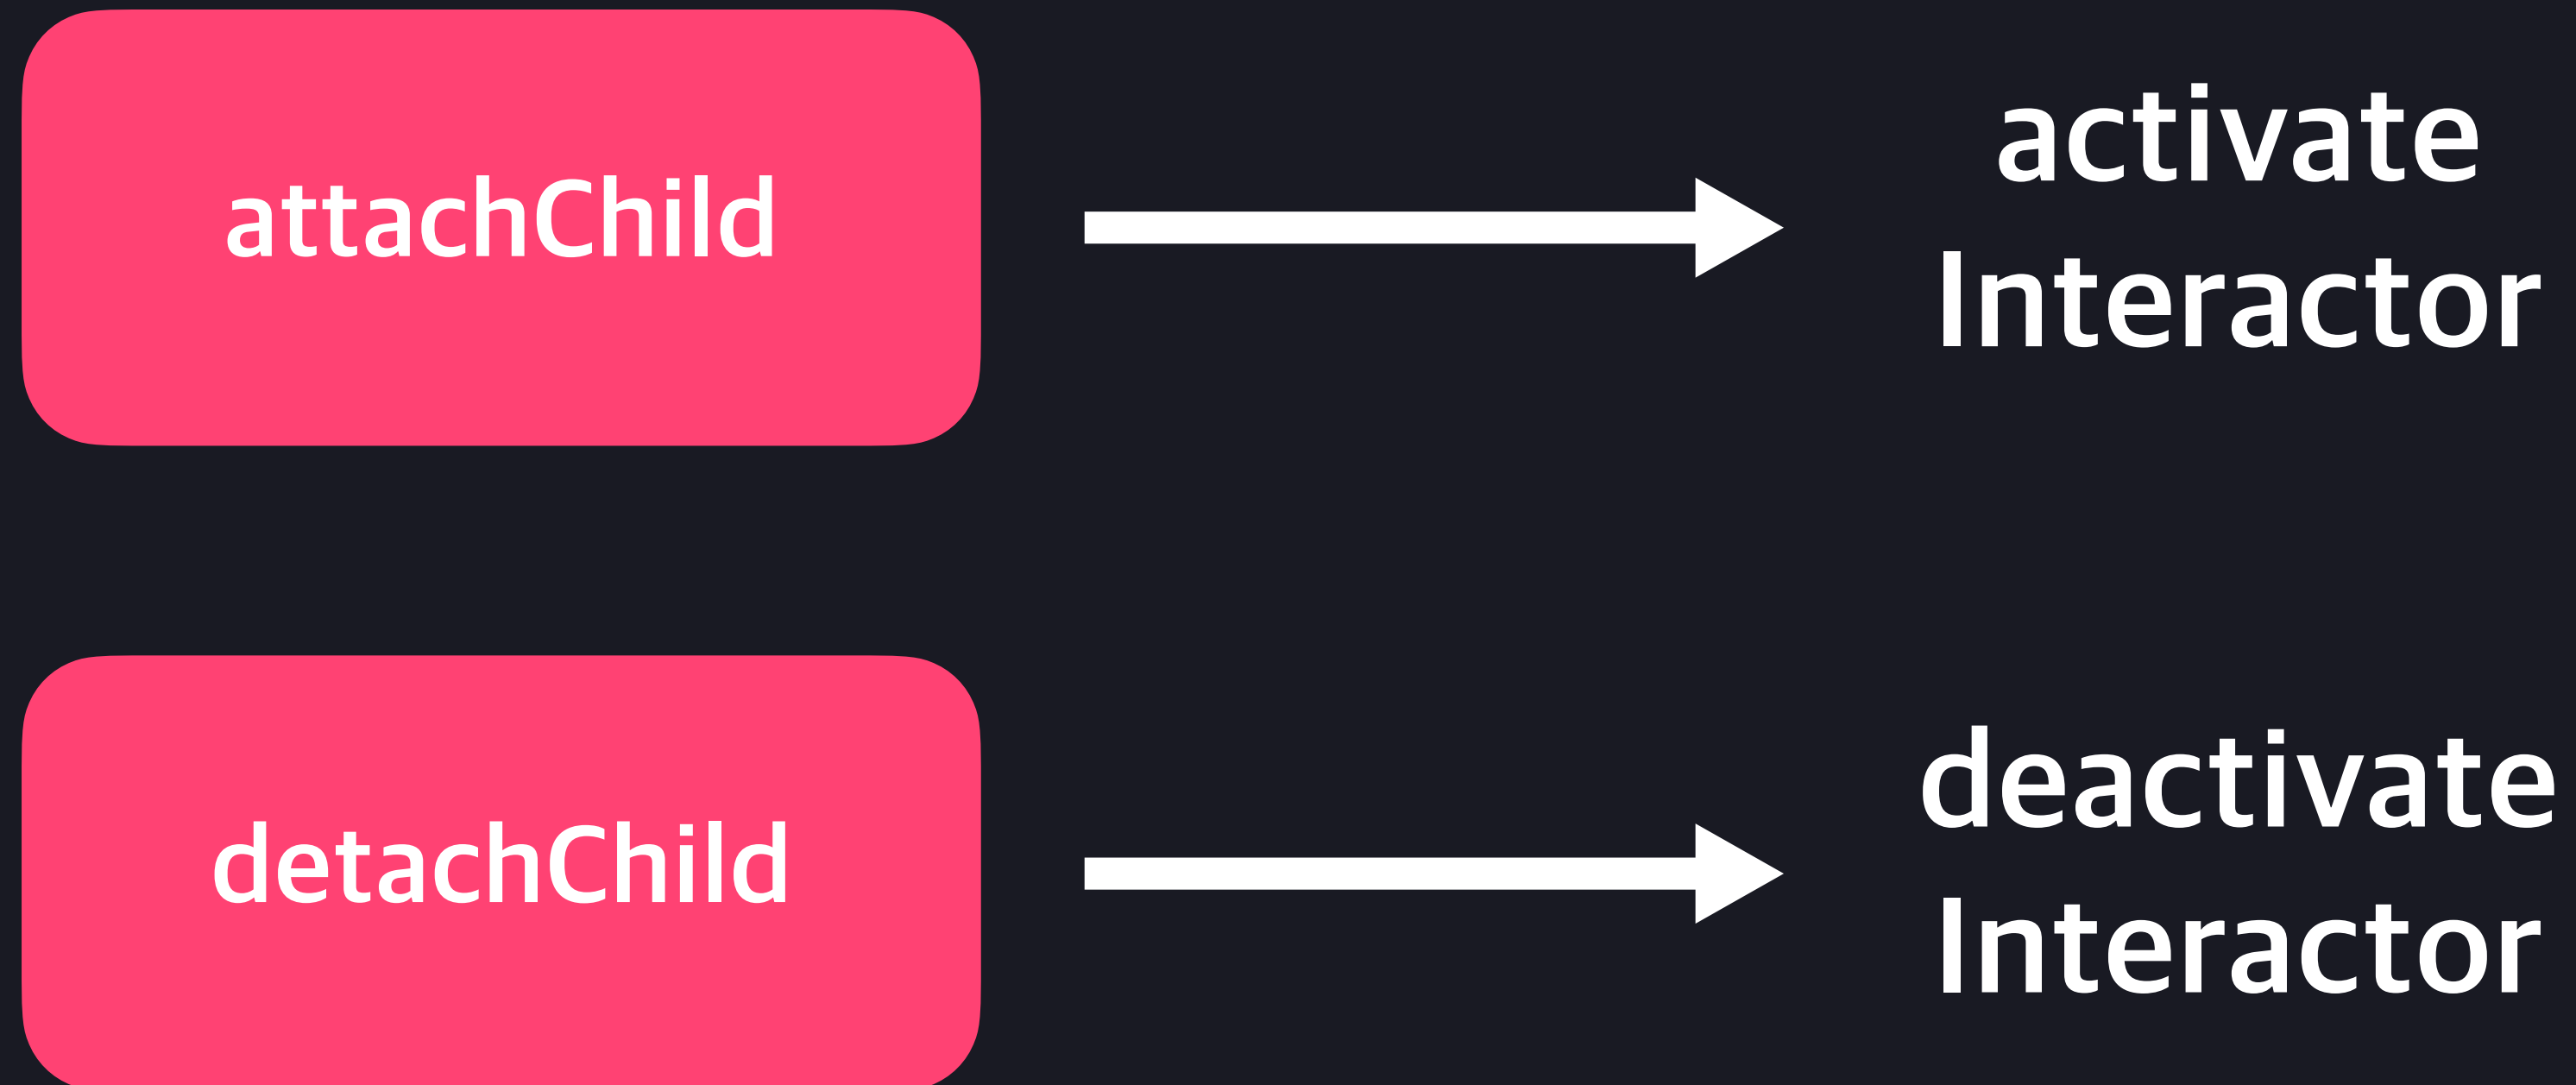 attachChild
activate
Interactor
detachChild
deactivate
Interactor